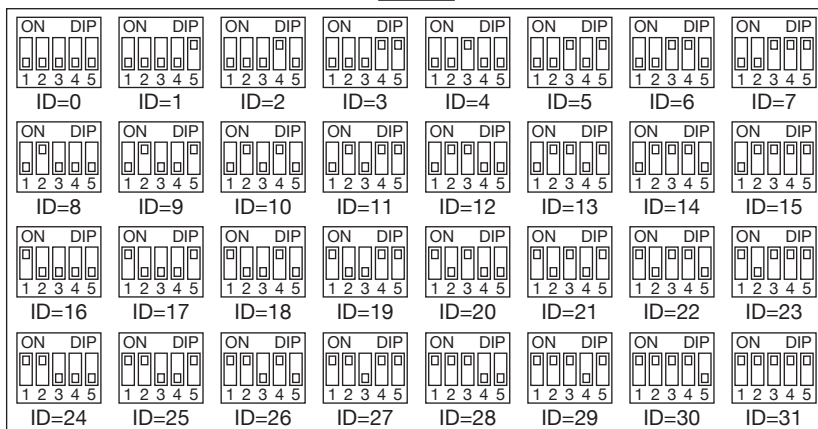 ON DIP ON DIP ON DIP ON DIP ON DIP ON DIP ON DIP ON DIP
1 2 3 4 5 1 2 3 4 5 1 2 3 4 5 1 2 3 4 5 1 2 3 4 5 1 2 3 4 5 1 2 3 4 5 1 2 3 4 5
ID=0 ID=1 ID=2 ID=3 ID=4 ID=5 ID=6 ID=7
ON DIP ON DIP ON DIP ON DIP ON DIP ON DIP ON DIP ON DIP
1 2 3 4 5 1 2 3 4 5 1 2 3 4 5 1 2 3 4 5 1 2 3 4 5 1 2 3 4 5 1 2 3 4 5 1 2 3 4 5
ID=8 ID=9 ID=10 ID=11 ID=12 ID=13 ID=14 ID=15
ON DIP ON DIP ON DIP ON DIP ON DIP ON DIP ON DIP ON DIP
1 2 3 4 5 1 2 3 4 5 1 2 3 4 5 1 2 3 4 5 1 2 3 4 5 1 2 3 4 5 1 2 3 4 5 1 2 3 4 5
ID=16 ID=17 ID=18 ID=19 ID=20 ID=21 ID=22 ID=23
ON DIP ON DIP ON DIP ON DIP ON DIP ON DIP ON DIP ON DIP
1 2 3 4 5 1 2 3 4 5 1 2 3 4 5 1 2 3 4 5 1 2 3 4 5 1 2 3 4 5 1 2 3 4 5 1 2 3 4 5
ID=24 ID=25 ID=26 ID=27 ID=28 ID=29 ID=30 ID=31